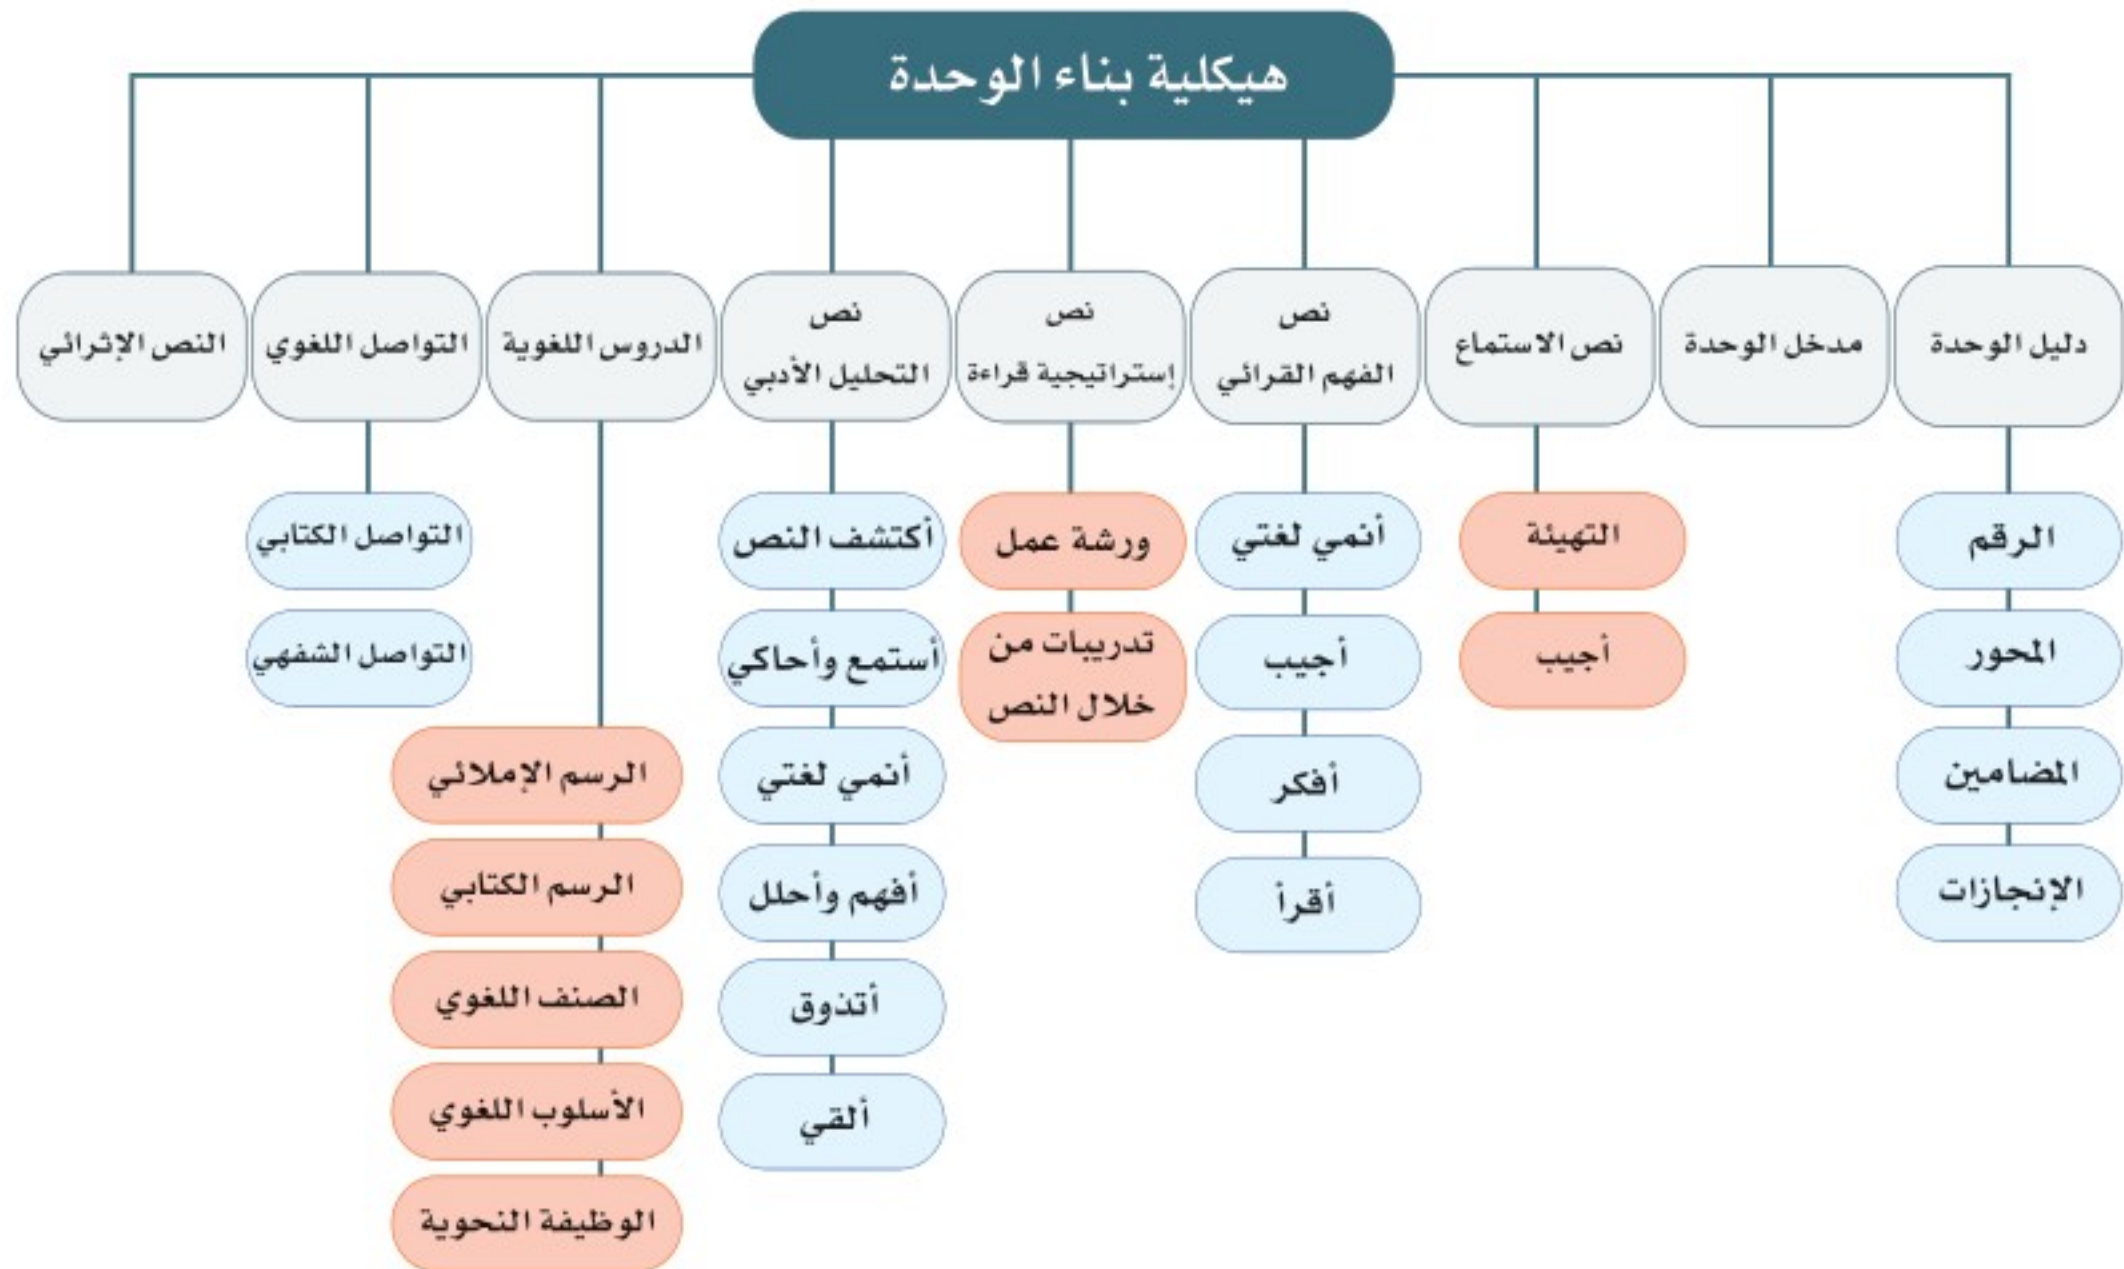 هيكلية بناء الوحدة
دليل الوحدة
الرقم
المحور
المضامين
الإنجازات
مدخل الوحدة
نص الاستماع
التهيئة
أجيب
نص
الفهم القرائي
أنمي لغتي
أجيب
أفكر
أقرأ
نص
إستراتيجية قراءة
ورشة عمل
تدريبات من
خلال النص
نص
التحليل الأدبي
أكتشف النص
أستمع وأحاكي
أنمي لغتي
أفهم وأحلل
أتذوق
ألقي
الدروس اللغوية
الرسم الإملائي
الرسم الكتابي
الصنف اللغوي
الأسلوب اللغوي
الوظيفة النحوية
التواصل اللغوي
التواصل الكتابي
التواصل الشفهي
النص الإثرائي